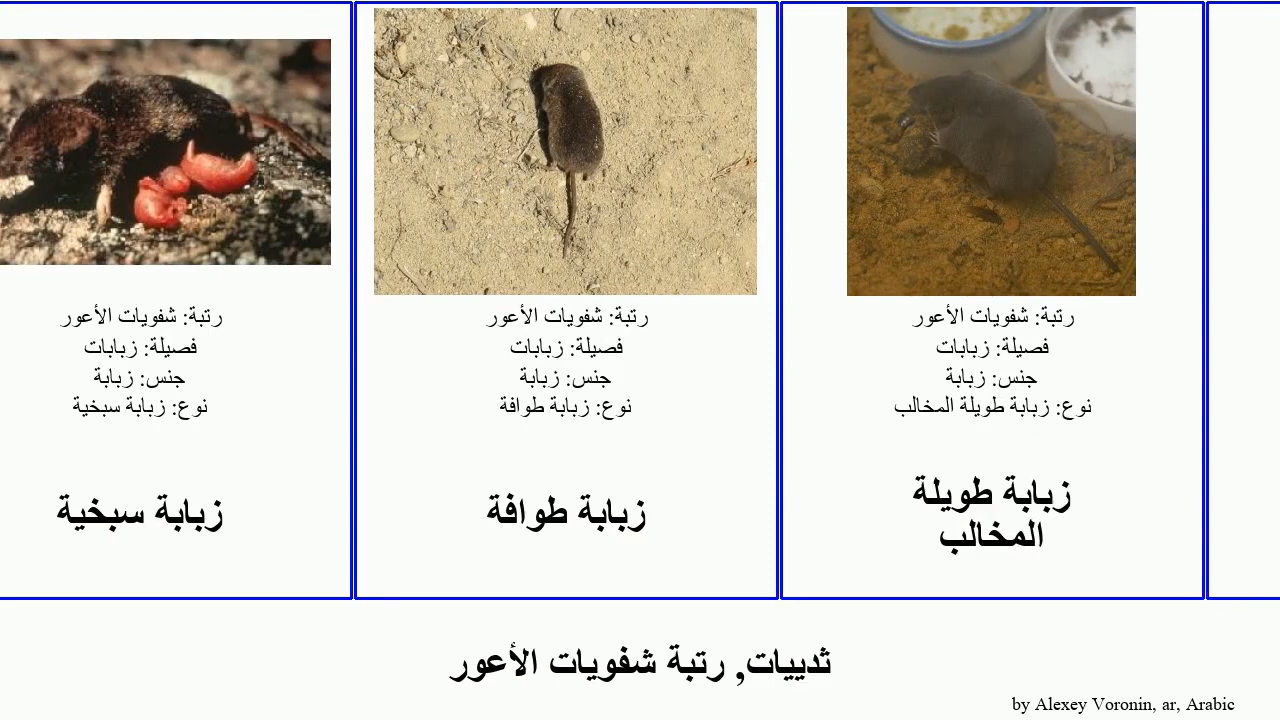 رتبة: شفويات الأعور
فصيلة: زبابات
جنس: زبابة
نوع: زبابة طويلة المخالب
زبابة طويلة
المخالب
رتبة: شفويات الأعور
فصيلة: زبابات
جنس: زبابة
نوع: زبابة طوافة
زبابة طوافة
رتبة: شفويات الأعور
فصيلة: زبابات
جنس: زبابة
نوع: زبابة سبخية
زبابة سبخية
ثدييات, رتبة شفويات الأعور
by Alexey Voronin, ar, Arabic